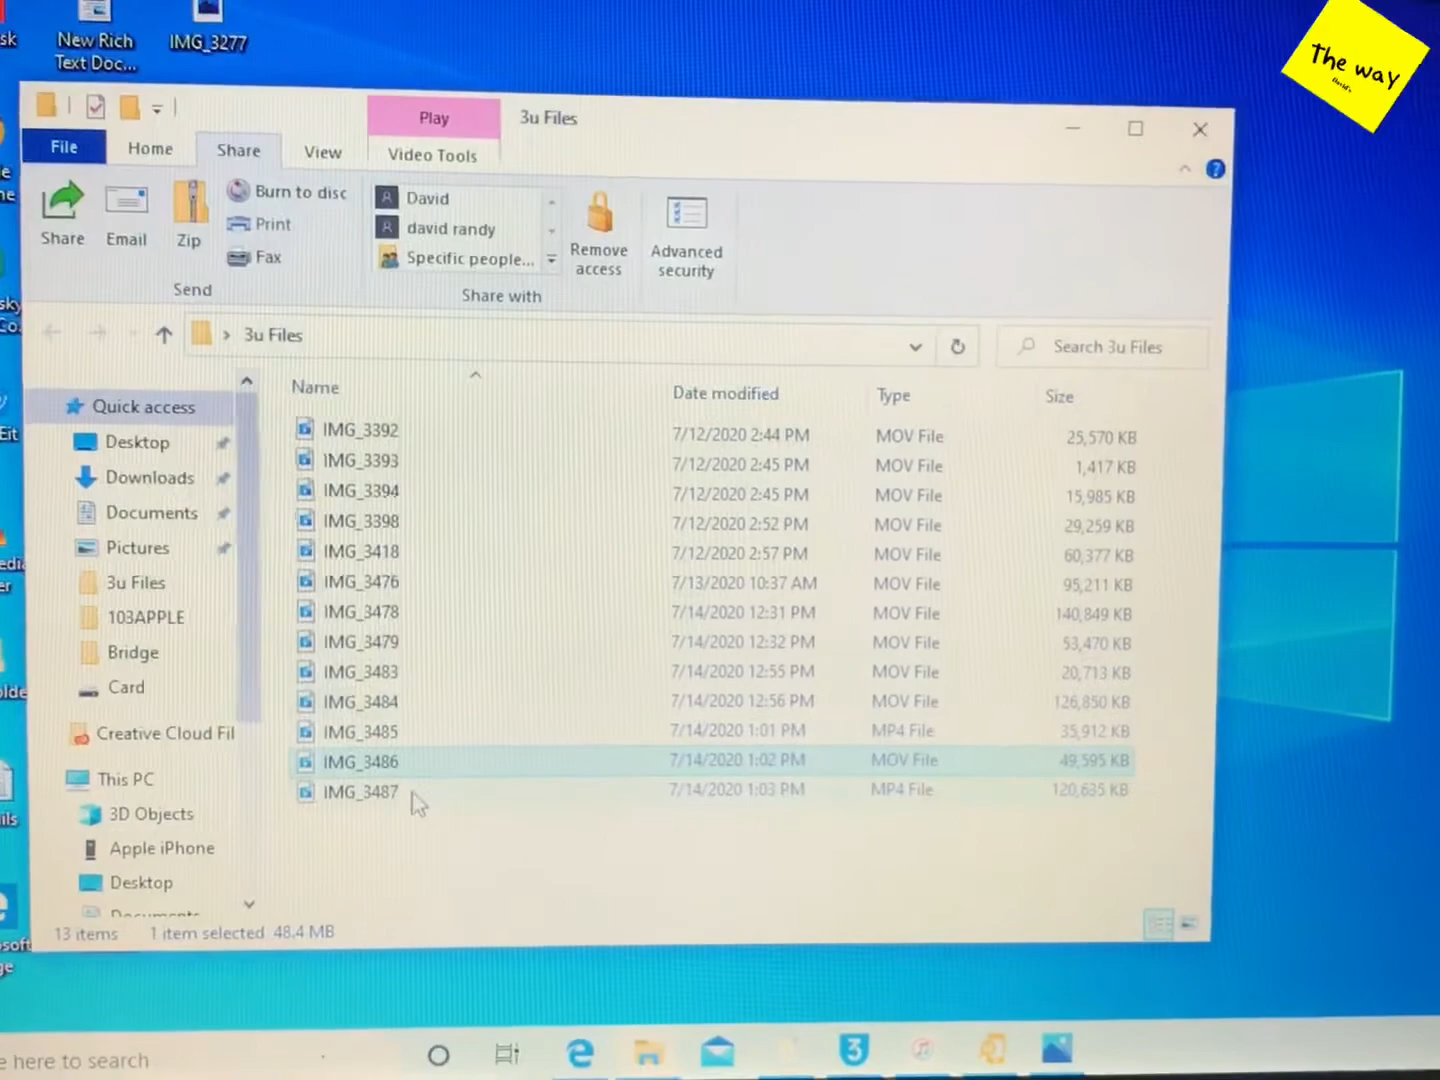 sk
New Rich
Text Doc...
IMG_3277
The way
Play
3u Files
File
Home
Share
View
Video Tools
Share
Email
Zip
Burn to disc
Print
Fax
Send
David
david randy
Specific people...
Share with
Remove
access
Advanced
security
3u Files
Search 3u Files
Name
Date modified
Type
Size
IMG_3392 7/12/2020 2:44 PM MOV File 25,570 KB
IMG_3393 7/12/2020 2:45 PM MOV File 1,417 KB
IMG_3394 7/12/2020 2:45 PM MOV File 15,985 KB
IMG_3398 7/12/2020 2:52 PM MOV File 29,259 KB
IMG_3418 7/12/2020 2:57 PM MOV File 60,377 KB
IMG_3476 7/13/2020 10:37 AM MOV File 95,211 KB
IMG_3478 7/14/2020 12:31 PM MOV File 140,849 KB
IMG_3479 7/14/2020 12:32 PM MOV File 53,470 KB
IMG_3483 7/14/2020 12:55 PM MOV File 20,713 KB
IMG_3484 7/14/2020 12:56 PM MOV File 126,850 KB
IMG_3485 7/14/2020 1:01 PM MP4 File 35,912 KB
IMG_3486 7/14/2020 1:02 PM MOV File 49,595 KB
IMG_3487 7/14/2020 1:03 PM MP4 File 120,635 KB
Quick access
Desktop
Downloads
Documents
Pictures
3u Files
103APPLE
Bridge
Card
Creative Cloud Fil
This PC
3D Objects
Apple iPhone
Desktop
Documents
13 items 1 item selected 48.4 MB
e here to search
3